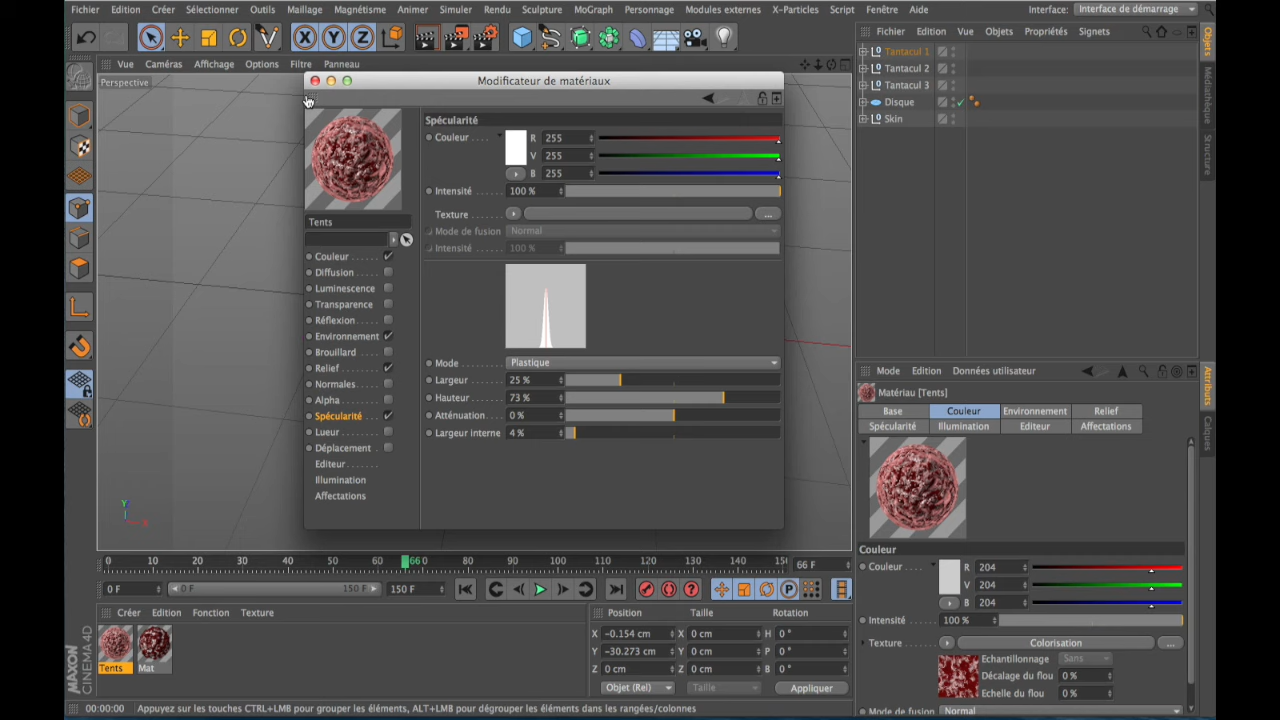 Fichier Edition Créer Sélectionner Outils Maillage Magnétisme Animer Simuler Rendu Sculpture MoGraph Personnage Modules externes X-Particles Script Fenêtre Aide Interface: Interface de démarrage
Vue Caméras Affichage Options Filtre Panneau
Fichier Edition Vue Objets Propriétés Signets
Perspective
Modificateur de matériaux
Tantacul 1
Tantacul 2
Tantacul 3
Disque
Skin
Objets
Médiathèque
Structure
Spécularité
Couleur R 255
V 255
B 255
Intensité 100 %
Texture ...
Mode de fusion Normal
Intensité 100 %
Tents
Couleur
Diffusion
Luminescence
Transparence
Réflexion
Environnement
Brouillard
Relief
Normales
Alpha
Spécularité
Lueur
Déplacement
Editeur
Illumination
Affectations
Mode Plastique
Largeur 25 %
Hauteur 73 %
Atténuation 0 %
Largeur Interne 4 %
Y
X
Mode Edition Données utilisateur
Matériau [Tents]
Base Couleur Environnement Relief
Spécularité Illumination Editeur Affectations
Attributs
Calques
Couleur
Couleur R 204
V 204
B 204
Intensité 100 %
Texture Colorisation ...
Echantillonnage Sans
Décalage du flou 0 %
Echelle du flou 0 %
Mode de fusion Normal
0 10 20 30 40 50 66 0 70 80 90 100 110 120 130 140 15 66 F
0 F 0 F 150 F 150 F
Créer Edition Fonction Texture
Tents Mat
Position Taille Rotation
X -0.154 cm X 0 cm H 0 °
Y -30.273 cm Y 0 cm P 0 °
Z 0 cm Z 0 cm B 0 °
Objet (Rel) Taille Appliquer
MAXON
CINEMA 4D
00:00:00 Appuyez sur les touches CTRL+LMB pour grouper les éléments, ALT+LMB pour dégrouper les éléments dans les rangées/colonnes